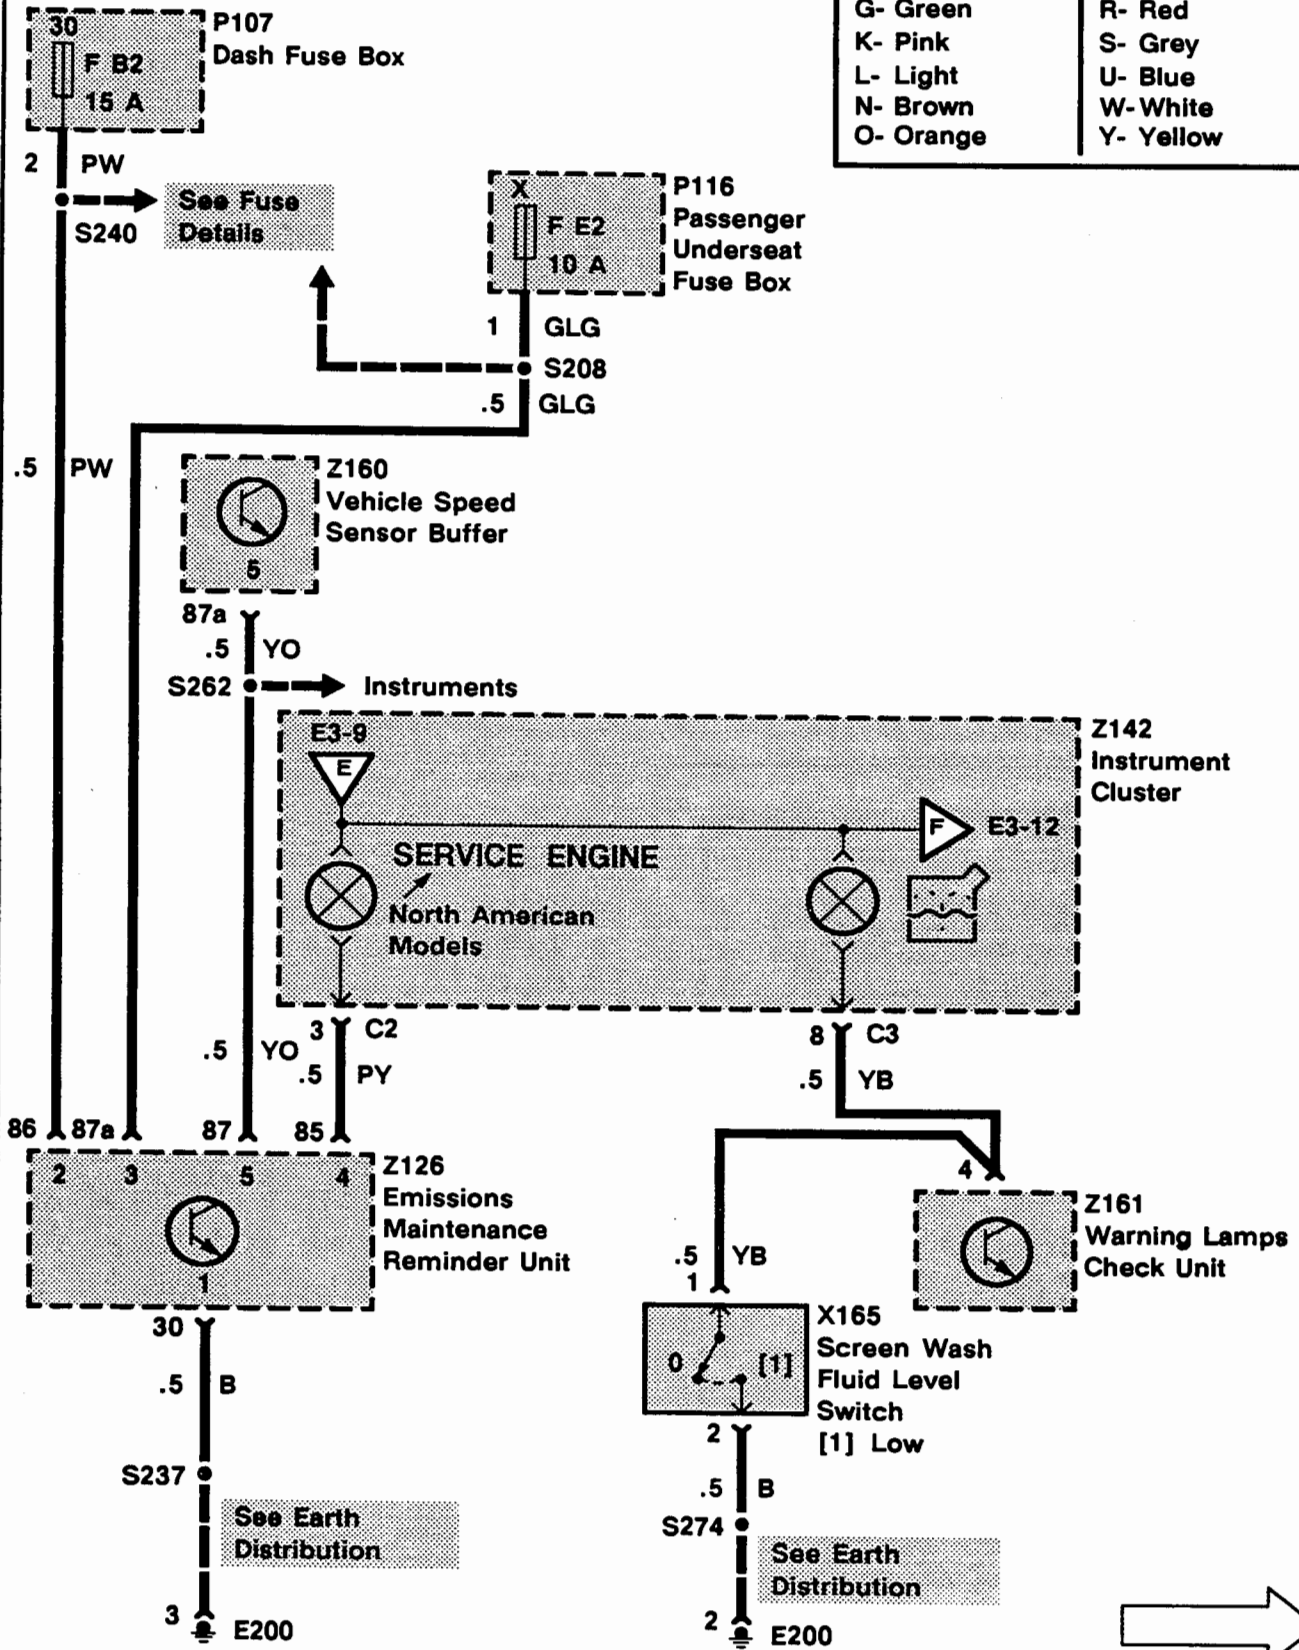 G- Green
K- Pink
L- Light
N- Brown
O- Orange
R- Red
S- Grey
U- Blue
W- White
Y- Yellow
30
F B2
15 A
P107
Dash Fuse Box
2 PW
S240
See Fuse
Details
X
F E2
10 A
P116
Passenger
Underseat
Fuse Box
1 GLG
S208
.5 GLG
.5 PW
Z160
Vehicle Speed
Sensor Buffer
5
87a
.5 YO
S262
Instruments
Z142
Instrument
Cluster
E3-9
E
F
E3-12
SERVICE ENGINE
North American
Models
3 C2
8 C3
.5 YO
.5 PY
.5 YB
86 87a 87 85
2 3 5 4
1
Z126
Emissions
Maintenance
Reminder Unit
4
Z161
Warning Lamps
Check Unit
.5 YB
1
0 [1]
X165
Screen Wash
Fluid Level
Switch
[1] Low
30
.5 B
S237
See Earth
Distribution
3
E200
2
.5 B
S274
See Earth
Distribution
2
E200